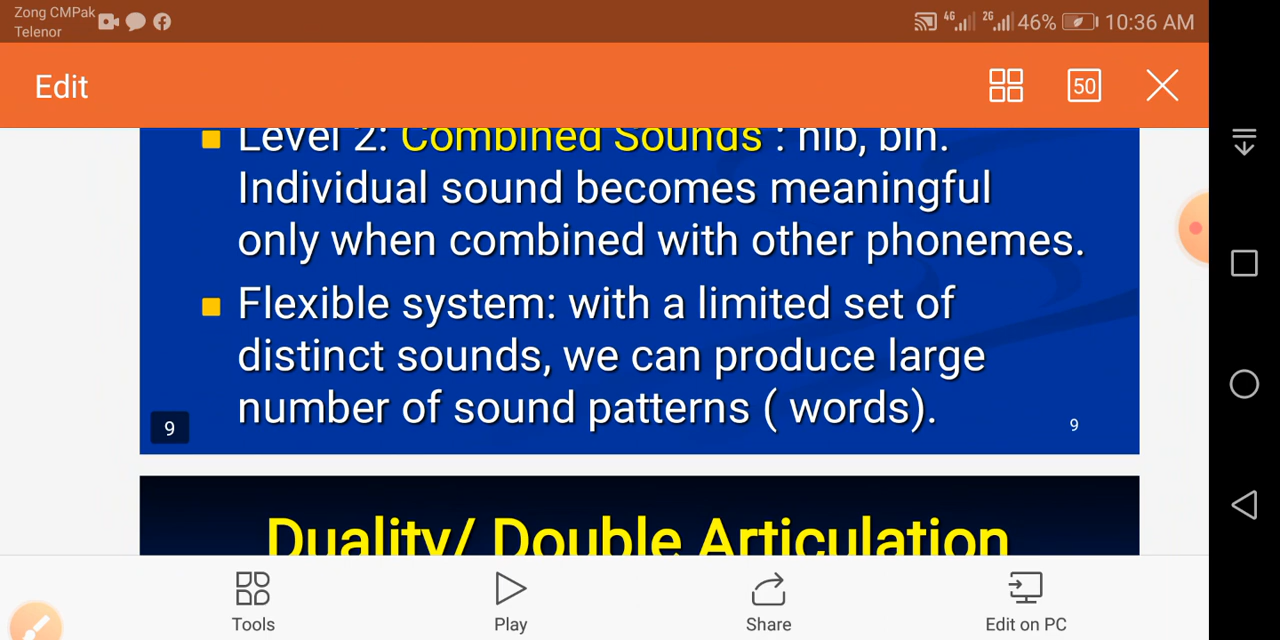 Zong CMPak
Telenor
4G 2G 46% 10:36 AM
Edit
50
Level 2: Combined Sounds : nib, bin.
Individual sound becomes meaningful
only when combined with other phonemes.
Flexible system: with a limited set of
distinct sounds, we can produce large
number of sound patterns ( words).
9
9
Duality/ Double Articulation
Tools
Play
Share
Edit on PC